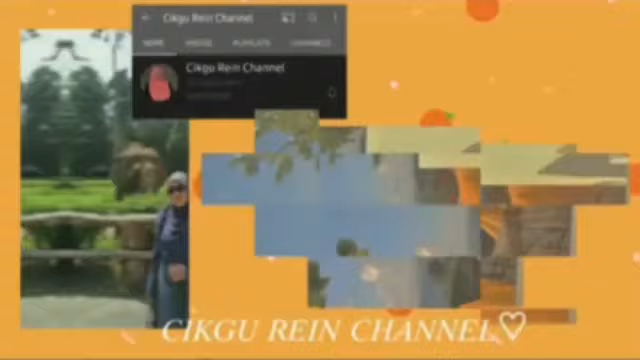 Cikgu Rein Channel
HOME VIDEOS PLAYLISTS CHANNELS
Cikgu Rein Channel
CIKGU REIN CHANNEL♡